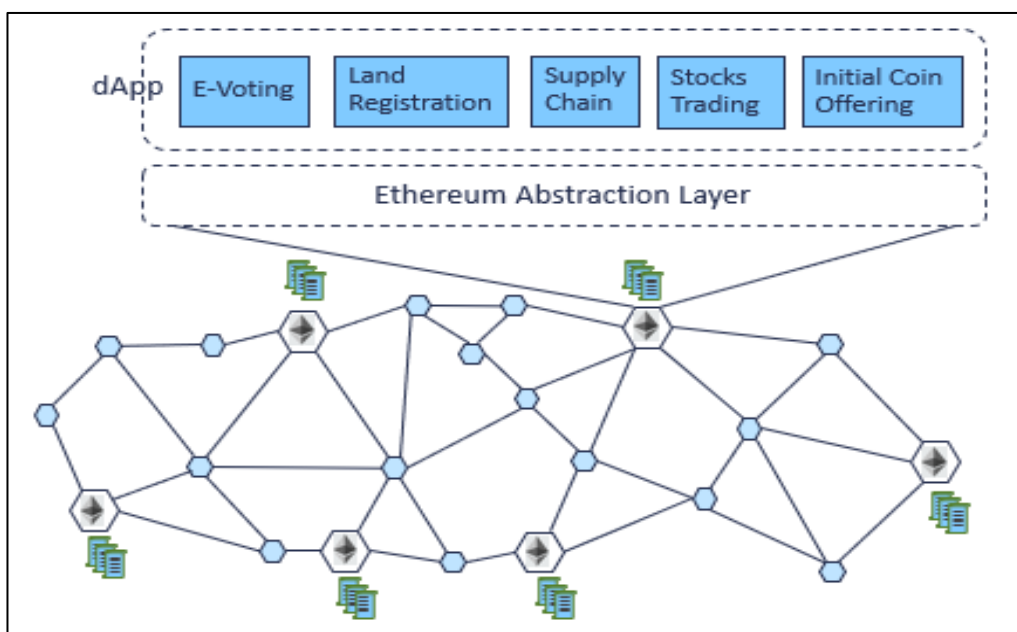 dApp
E-Voting
Land
Registration
Supply
Chain
Stocks
Trading
Initial Coin
Offering
Ethereum Abstraction Layer